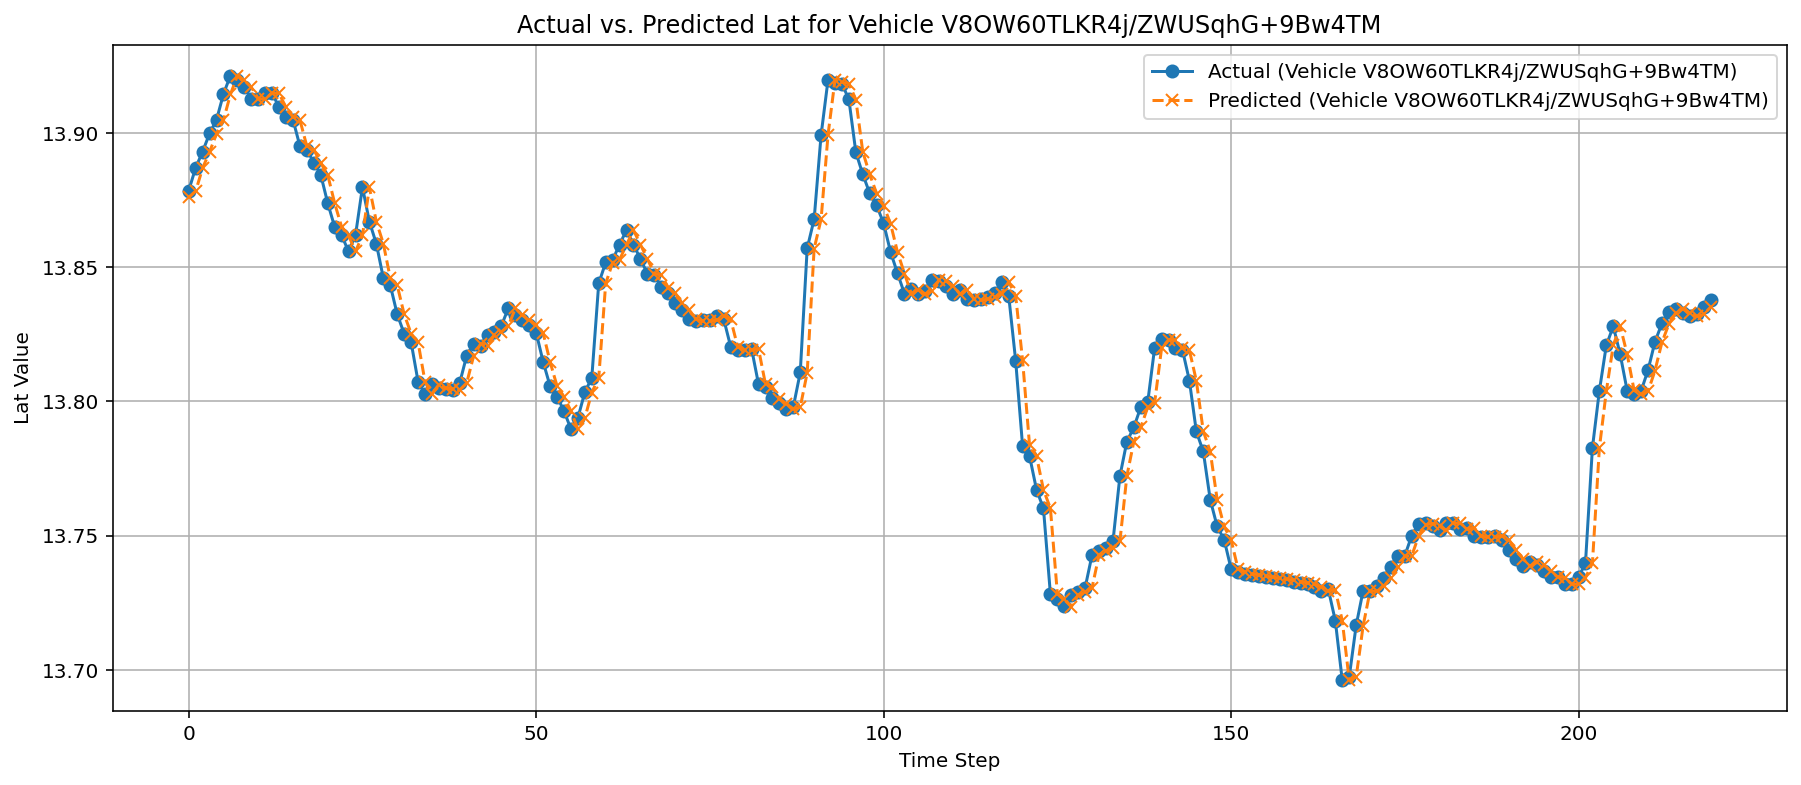 Actual vs. Predicted Lat for Vehicle V8OW60TLKR4j/ZWUSqhG+9Bw4TM
Actual (Vehicle V8OW60TLKR4j/ZWUSqhG+9Bw4TM)
Predicted (Vehicle V8OW60TLKR4j/ZWUSqhG+9Bw4TM)
Lat Value
13.90
13.85
13.80
13.75
13.70
0 50 100 150 200
Time Step